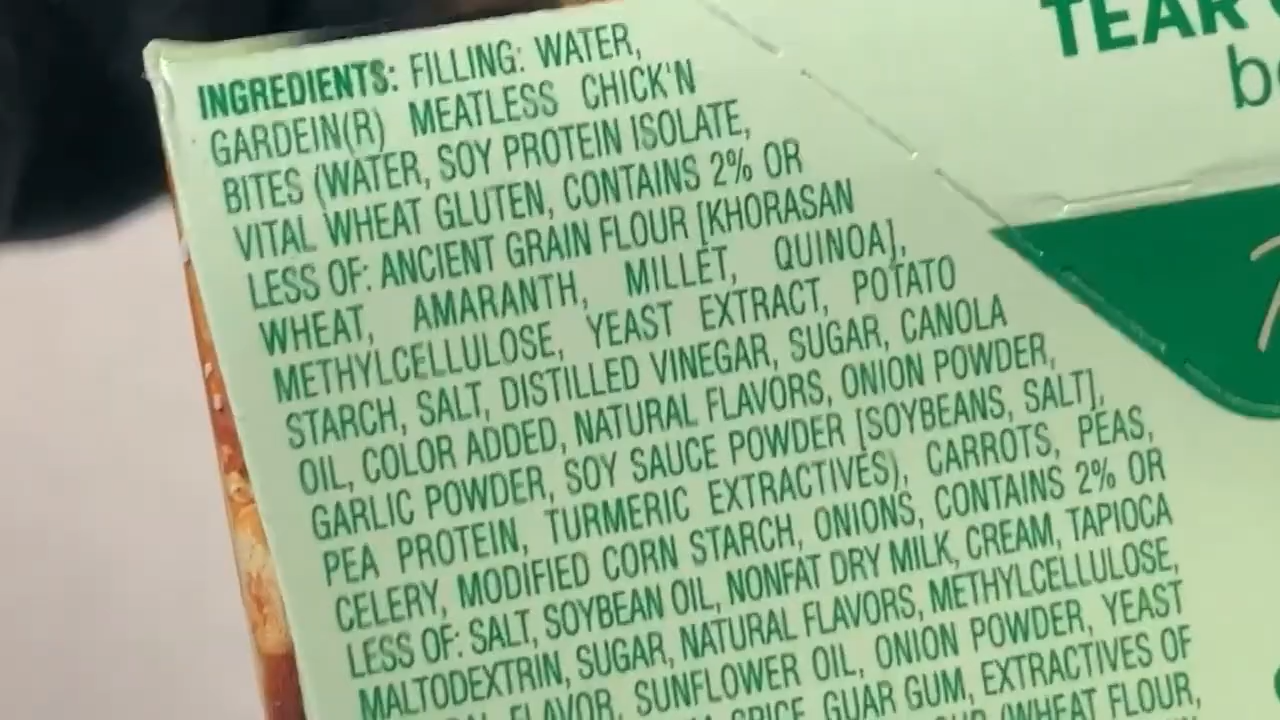 INGREDIENTS: FILLING: WATER,
GARDEIN(R) MEATLESS CHICK'N
BITES (WATER, SOY PROTEIN ISOLATE,
VITAL WHEAT GLUTEN, CONTAINS 2% OR
LESS OF: ANCIENT GRAIN FLOUR [KHORASAN
WHEAT, AMARANTH, MILLET, QUINOA],
METHYLCELLULOSE, YEAST EXTRACT, POTATO
STARCH, SALT, DISTILLED VINEGAR, SUGAR, CANOLA
OIL, COLOR ADDED, NATURAL FLAVORS, ONION POWDER,
GARLIC POWDER, SOY SAUCE POWDER [SOYBEANS, SALT],
PEA PROTEIN, TURMERIC EXTRACTIVES), CARROTS, PEAS,
CELERY, MODIFIED CORN STARCH, ONIONS, CONTAINS 2% OR
LESS OF: SALT, SOYBEAN OIL, NONFAT DRY MILK, CREAM, TAPIOCA
MALTODEXTRIN, SUGAR, NATURAL FLAVORS, METHYLCELLULOSE,
FLAVOR, SUNFLOWER OIL, ONION POWDER, YEAST
SPICE, GUAR GUM, EXTRACTIVES OF
(WHEAT FLOUR,
TEAR